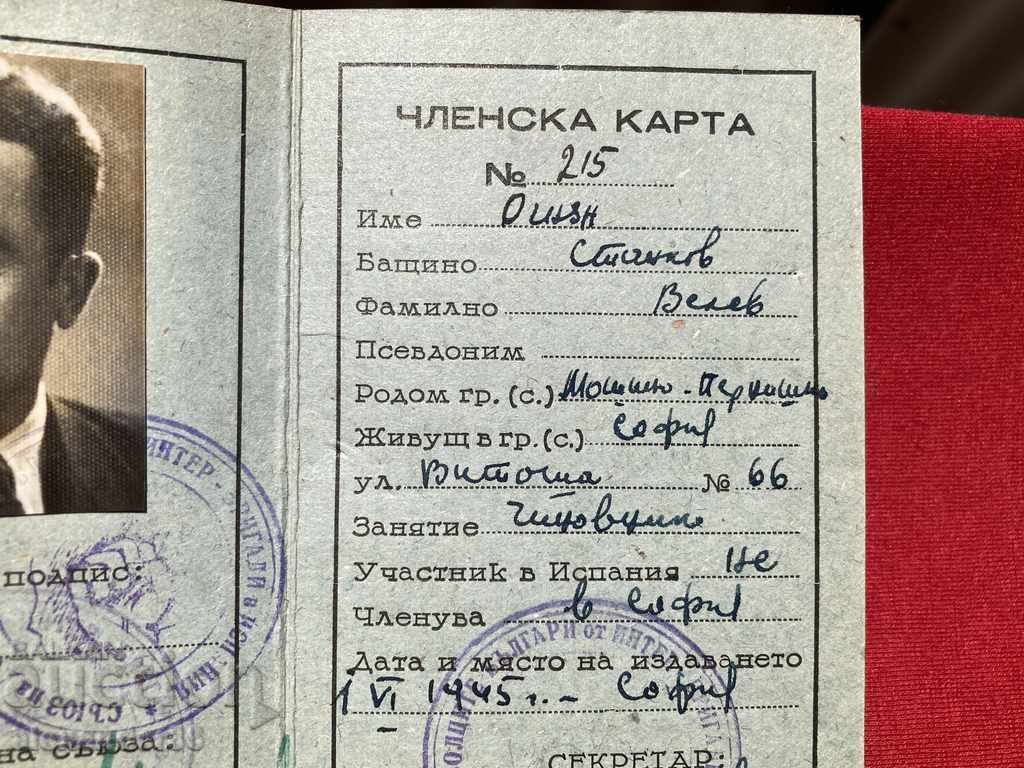 ЧЛЕНСКА КАРТА
№ 215
Име
Бащино Станков
Фамилно Велев
Псевдоним
Родом гр. (с.)
Живущ в гр. (с.) София
ул. Витоша № 66
Занятие
Участник в Испания Не
Членува в София
Дата и място на издаването
1 VI 1945 г. - София
СЕКРЕТАР:
подпис:
на съюза: